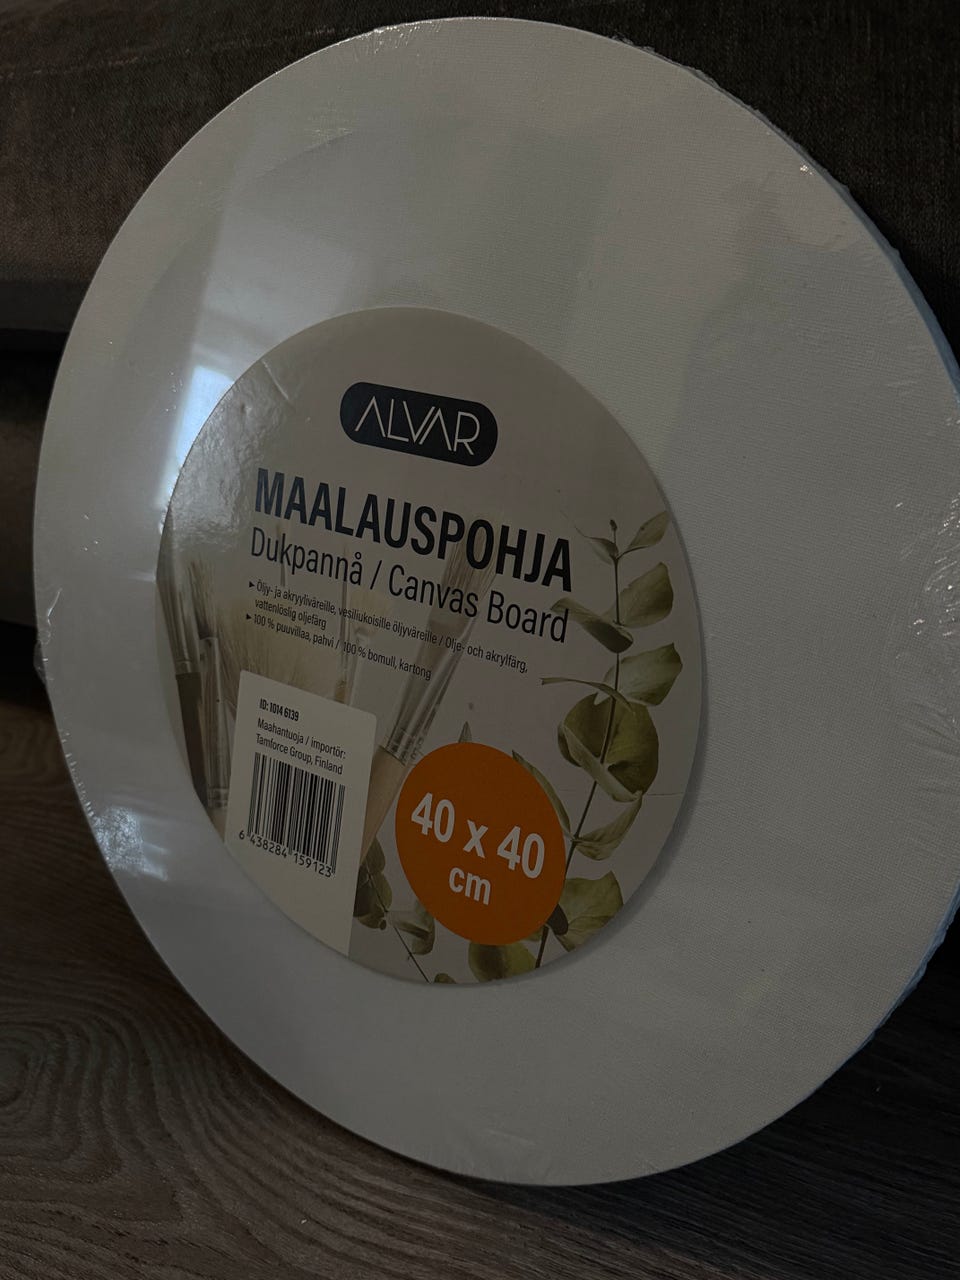 ALVAR
MAALAUSPOHJA
Dukpannå / Canvas Board
▸ Öljy- ja akryyliväreille, vesiliukoisille öljyväreille / Olje- och akrylfärg,
vattenlöslig oljefärg
▸ 100 % puuvillaa, pahvi / 100 % bomull, kartong
ID: 1014 6139
Maahantuoja / importör:
Tamforce Group, Finland
6 438284 159123
40 x 40
cm